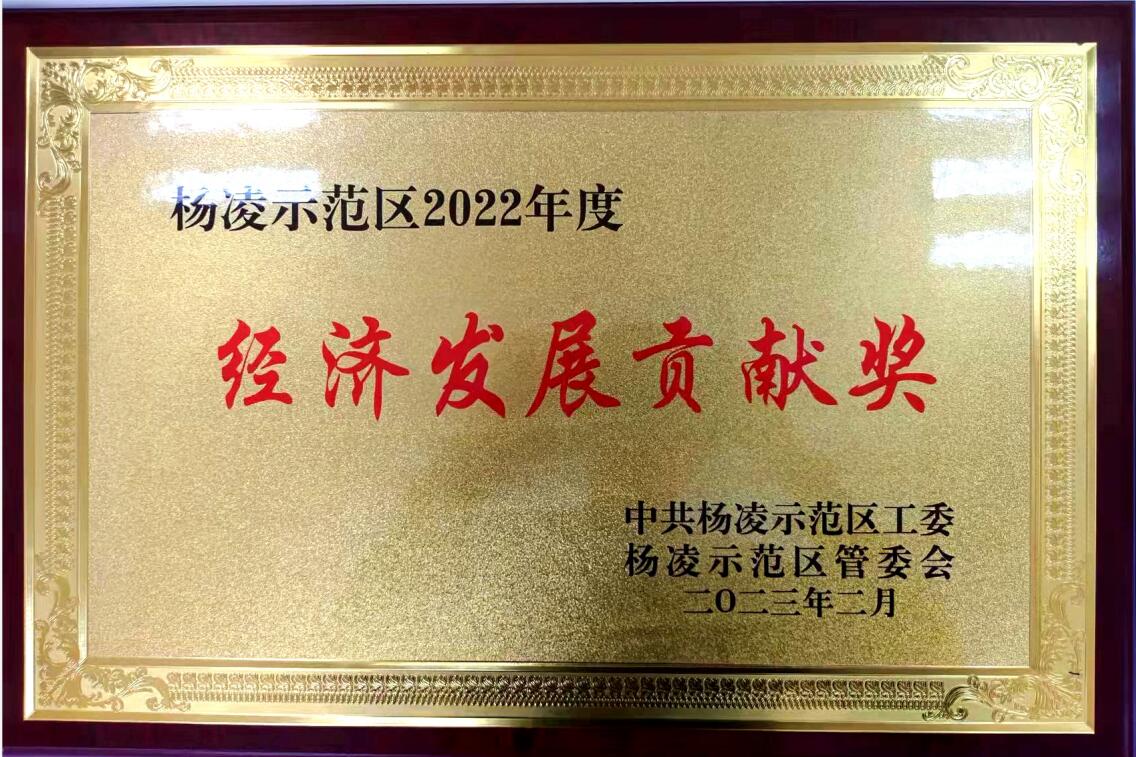 杨凌示范区2022年度
经济发展贡献奖
中共杨凌示范区工委
杨凌示范区管委会
二〇二三年二月